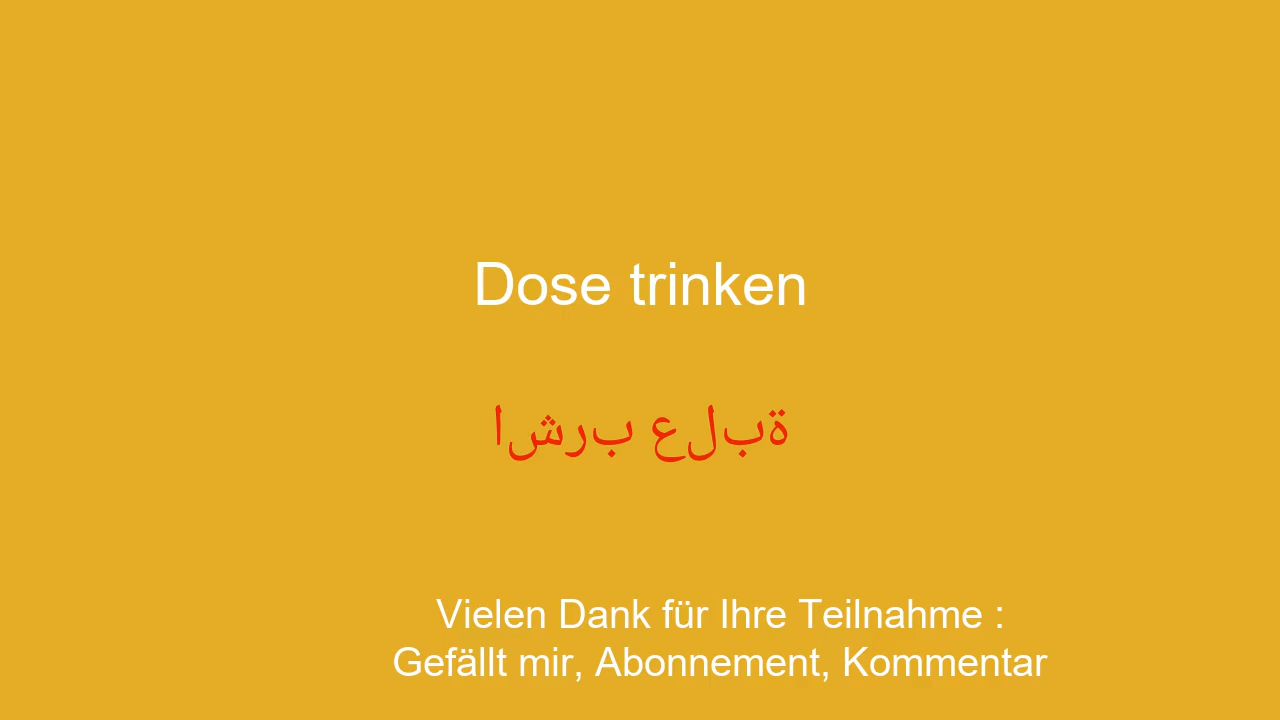 Dose trinken
اشرب علبة
Vielen Dank für Ihre Teilnahme :
Gefällt mir, Abonnement, Kommentar